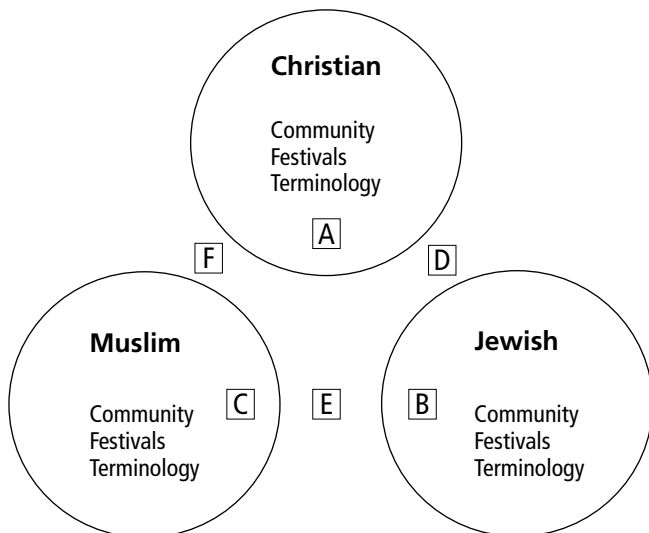 Christian
Community
Festivals
Terminology
A
F
D
Muslim
Community
Festivals
Terminology
C
E
B
Jewish
Community
Festivals
Terminology